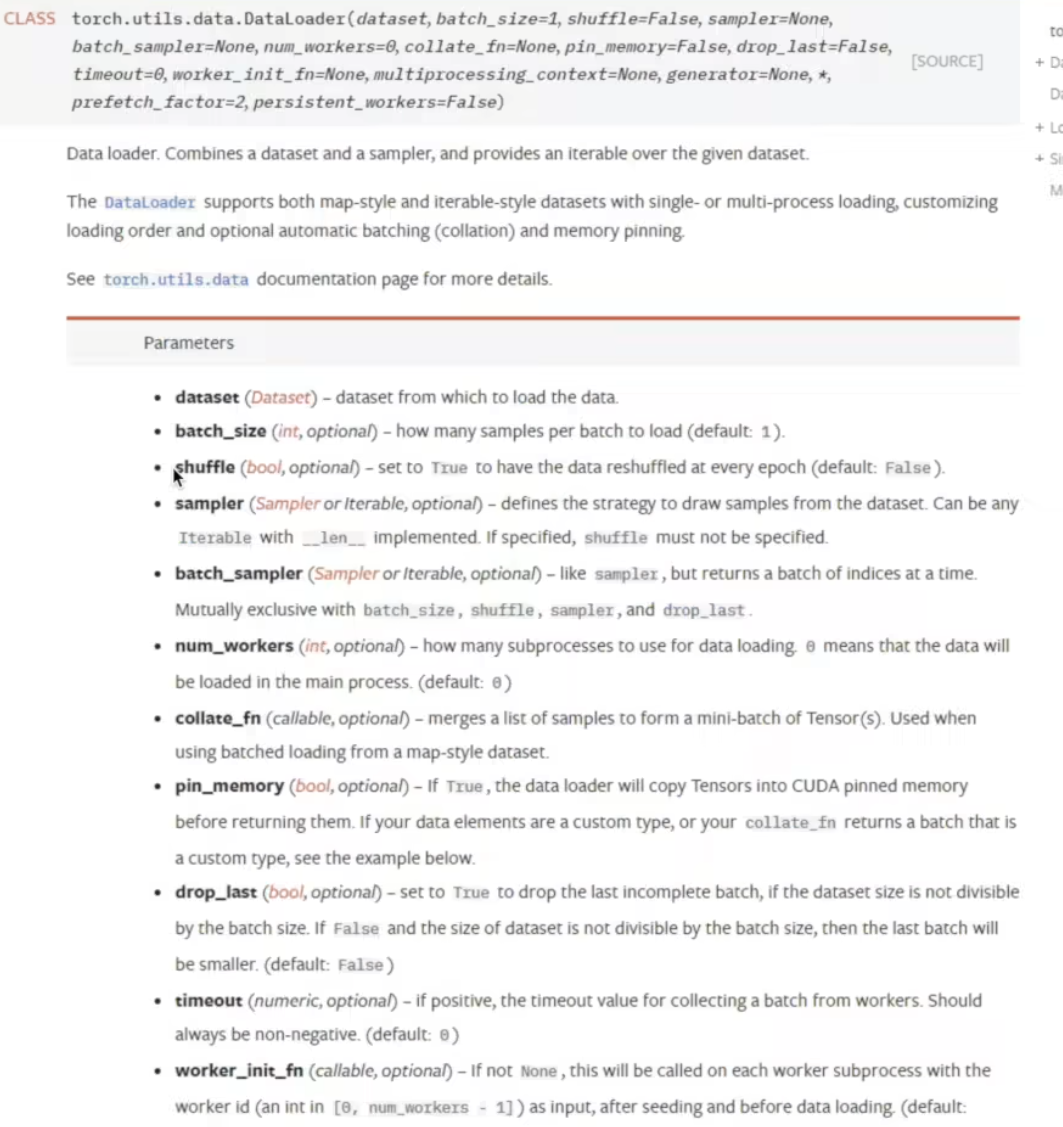 CLASS torch.utils.data.DataLoader(dataset, batch_size=1, shuffle=False, sampler=None,
batch_sampler=None, num_workers=0, collate_fn=None, pin_memory=False, drop_last=False,
timeout=0, worker_init_fn=None, multiprocessing_context=None, generator=None, *,
prefetch_factor=2, persistent_workers=False)
[SOURCE]
Data loader. Combines a dataset and a sampler, and provides an iterable over the given dataset.
The DataLoader supports both map-style and iterable-style datasets with single- or multi-process loading, customizing
loading order and optional automatic batching (collation) and memory pinning.
See torch.utils.data documentation page for more details.
Parameters
• dataset (Dataset) – dataset from which to load the data.
• batch_size (int, optional) – how many samples per batch to load (default: 1).
• shuffle (bool, optional) – set to True to have the data reshuffled at every epoch (default: False).
• sampler (Sampler or Iterable, optional) – defines the strategy to draw samples from the dataset. Can be any
Iterable with __len__ implemented. If specified, shuffle must not be specified.
• batch_sampler (Sampler or Iterable, optional) – like sampler, but returns a batch of indices at a time.
Mutually exclusive with batch_size, shuffle, sampler, and drop_last.
• num_workers (int, optional) – how many subprocesses to use for data loading. 0 means that the data will
be loaded in the main process. (default: 0)
• collate_fn (callable, optional) – merges a list of samples to form a mini-batch of Tensor(s). Used when
using batched loading from a map-style dataset.
• pin_memory (bool, optional) – If True, the data loader will copy Tensors into CUDA pinned memory
before returning them. If your data elements are a custom type, or your collate_fn returns a batch that is
a custom type, see the example below.
• drop_last (bool, optional) – set to True to drop the last incomplete batch, if the dataset size is not divisible
by the batch size. If False and the size of dataset is not divisible by the batch size, then the last batch will
be smaller. (default: False)
• timeout (numeric, optional) – if positive, the timeout value for collecting a batch from workers. Should
always be non-negative. (default: 0)
• worker_init_fn (callable, optional) – If not None, this will be called on each worker subprocess with the
worker id (an int in [0, num_workers - 1]) as input, after seeding and before data loading. (default: